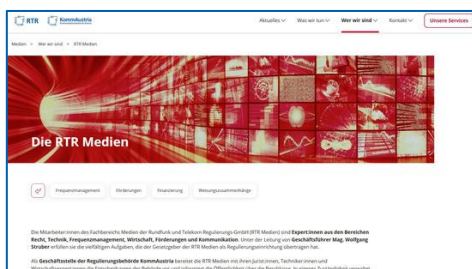 RTR KommAustria Aktuelles Was wir tun Wer wir sind Kontakt Unsere Services
Medien > Wer wir sind > RTR Medien
Die RTR Medien
Frequenzmanagement Förderungen Finanzierung Weisungszusammenhänge
Die Mitarbeiter:innen des Fachbereichs Medien der Rundfunk und Telekom Regulierungs-GmbH (RTR Medien) sind Expert:innen aus den Bereichen
Recht, Technik, Frequenzmanagement, Wirtschaft, Förderungen und Kommunikation. Unter der Leitung von Geschäftsführer Mag. Wolfgang
Struber erfüllen sie die vielfältigen Aufgaben, die der Gesetzgeber der RTR Medien als Regulierungseinrichtung übertragen hat.
Als Geschäftsstelle der Regulierungsbehörde KommAustria bereitet die RTR Medien mit ihren Jurist:innen, Techniker:innen und